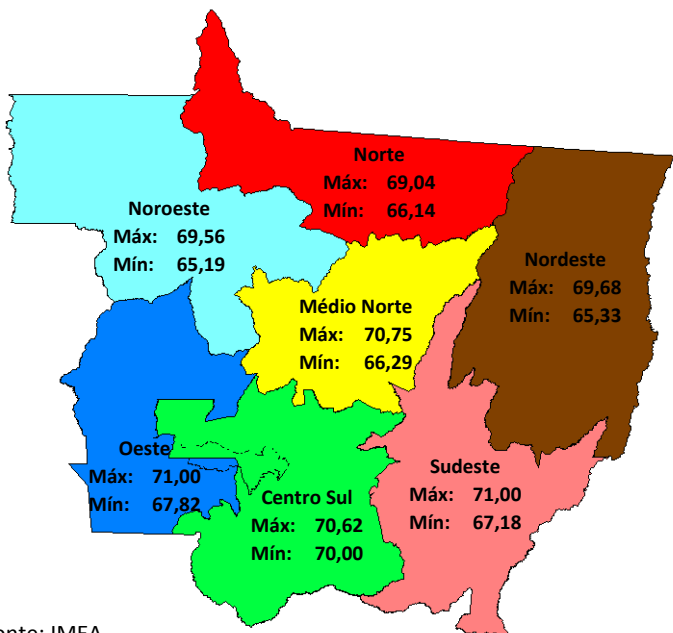 Norte
Máx: 69,04
Mín: 66,14
Noroeste
Máx: 69,56
Mín: 65,19
Nordeste
Máx: 69,68
Mín: 65,33
Médio Norte
Máx: 70,75
Mín: 66,29
Oeste
Máx: 71,00
Mín: 67,82
Sudeste
Máx: 71,00
Mín: 67,18
Centro Sul
Máx: 70,62
Mín: 70,00